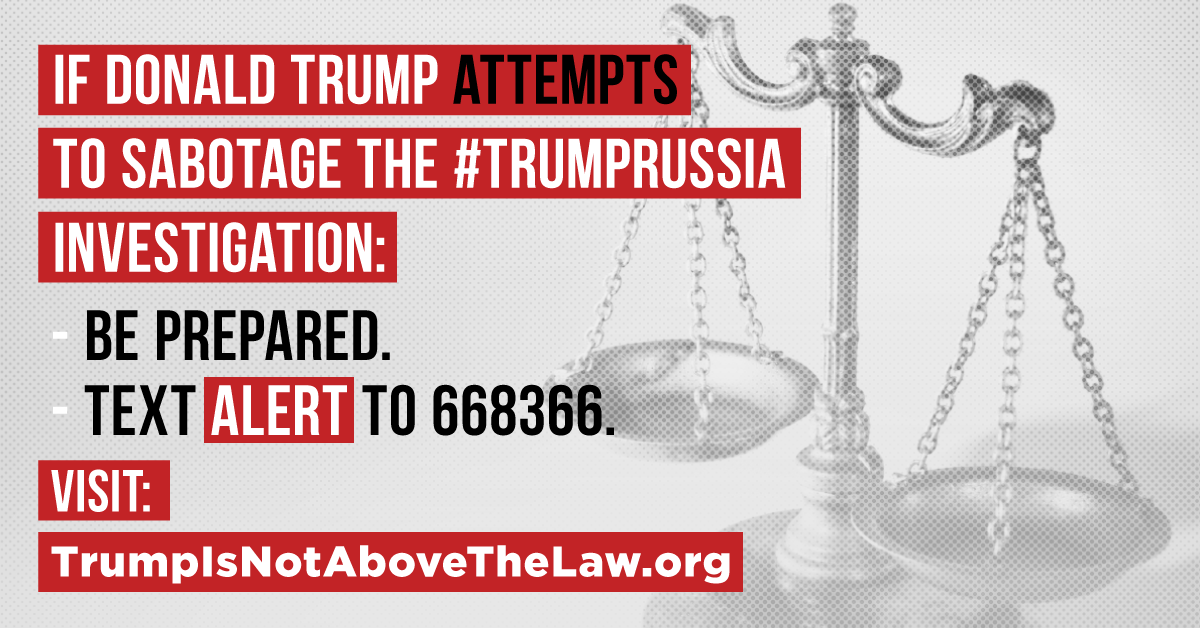 IF DONALD TRUMP ATTEMPTS
TO SABOTAGE THE #TRUMPRUSSIA
INVESTIGATION:
- BE PREPARED.
- TEXT ALERT TO 668366.
VISIT:
TrumpIsNotAboveTheLaw.org